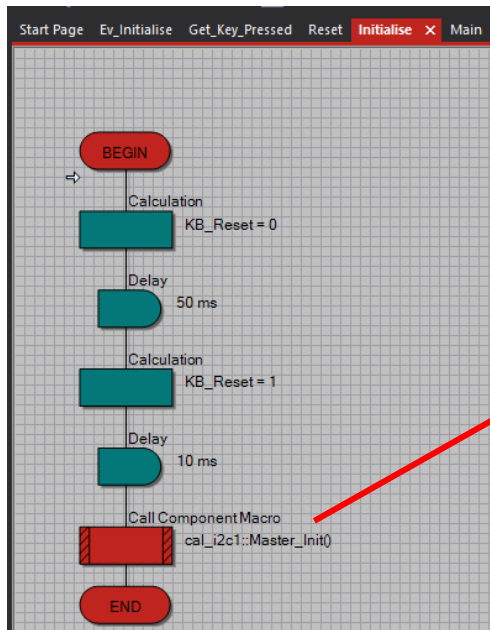 Start Page Ev_Initialise Get_Key_Pressed Reset Initialise X Main
BEGIN
Calculation
KB_Reset = 0
Delay
50 ms
Calculation
KB_Reset = 1
Delay
10 ms
Call Component Macro
cal_i2c1::Master_Init()
END